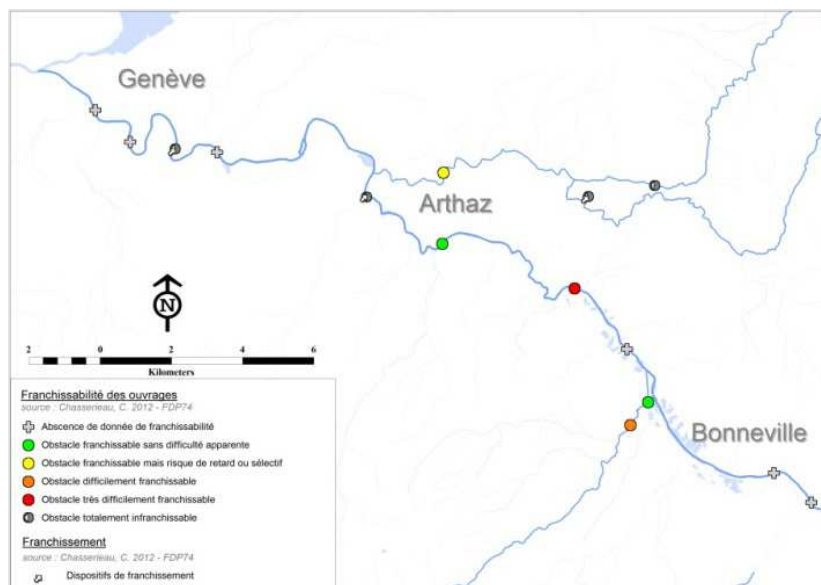 Genève
Arthaz
N
2 0 2 4 6
Kilometers
Bonneville
Franchissabilité des ouvrages
source : Chasserieau, C. 2012 - FDP74
Abscence de donnée de franchissabilité
Obstacle franchissable sans difficulté apparente
Obstacle franchissable mais risque de retard ou sélectif
Obstacle difficilement franchissable
Obstacle très difficilement franchissable
Obstacle totalement infranchissable
Franchissement
source : Chasserieau, C. 2012 - FDP74
Dispositifs de franchissement